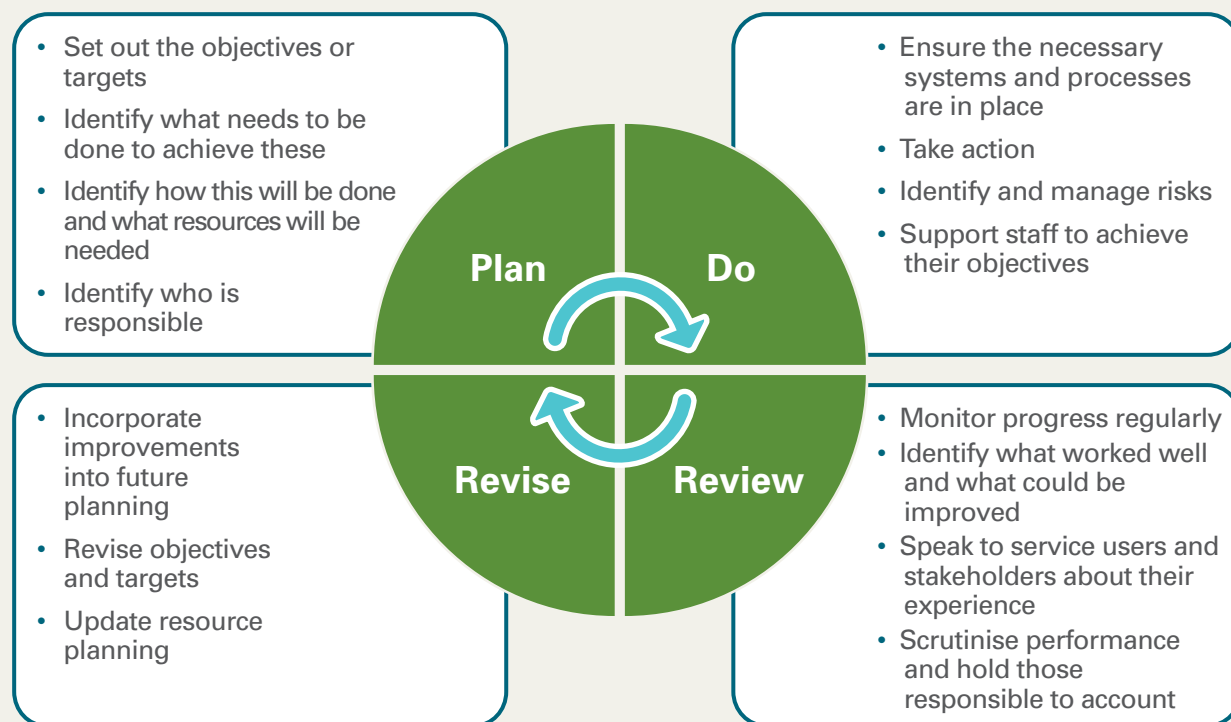 • Set out the objectives or
targets
• Identify what needs to be
done to achieve these
• Identify how this will be done
and what resources will be
needed
• Identify who is
responsible
• Ensure the necessary
systems and processes
are in place
• Take action
• Identify and manage risks
• Support staff to achieve
their objectives
Plan
Do
Revise
Review
• Incorporate
improvements
into future
planning
• Revise objectives
and targets
• Update resource
planning
• Monitor progress regularly
• Identify what worked well
and what could be
improved
• Speak to service users and
stakeholders about their
experience
• Scrutinise performance
and hold those
responsible to account